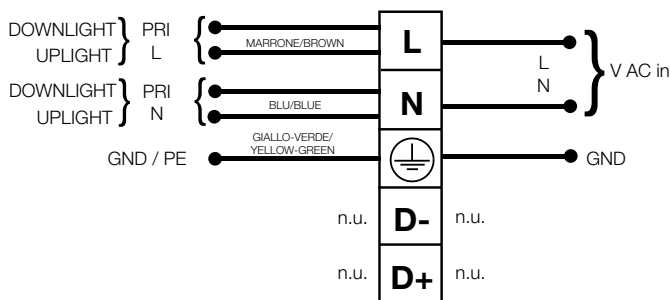 DOWNLIGHT } PRI {
UPLIGHT L
MARRONE/BROWN
L
L
N
} V AC in
DOWNLIGHT } PRI {
UPLIGHT N
BLU/BLUE
N
GND / PE
GIALLO-VERDE/
YELLOW-GREEN
GND
n.u. D- n.u.
n.u. D+ n.u.